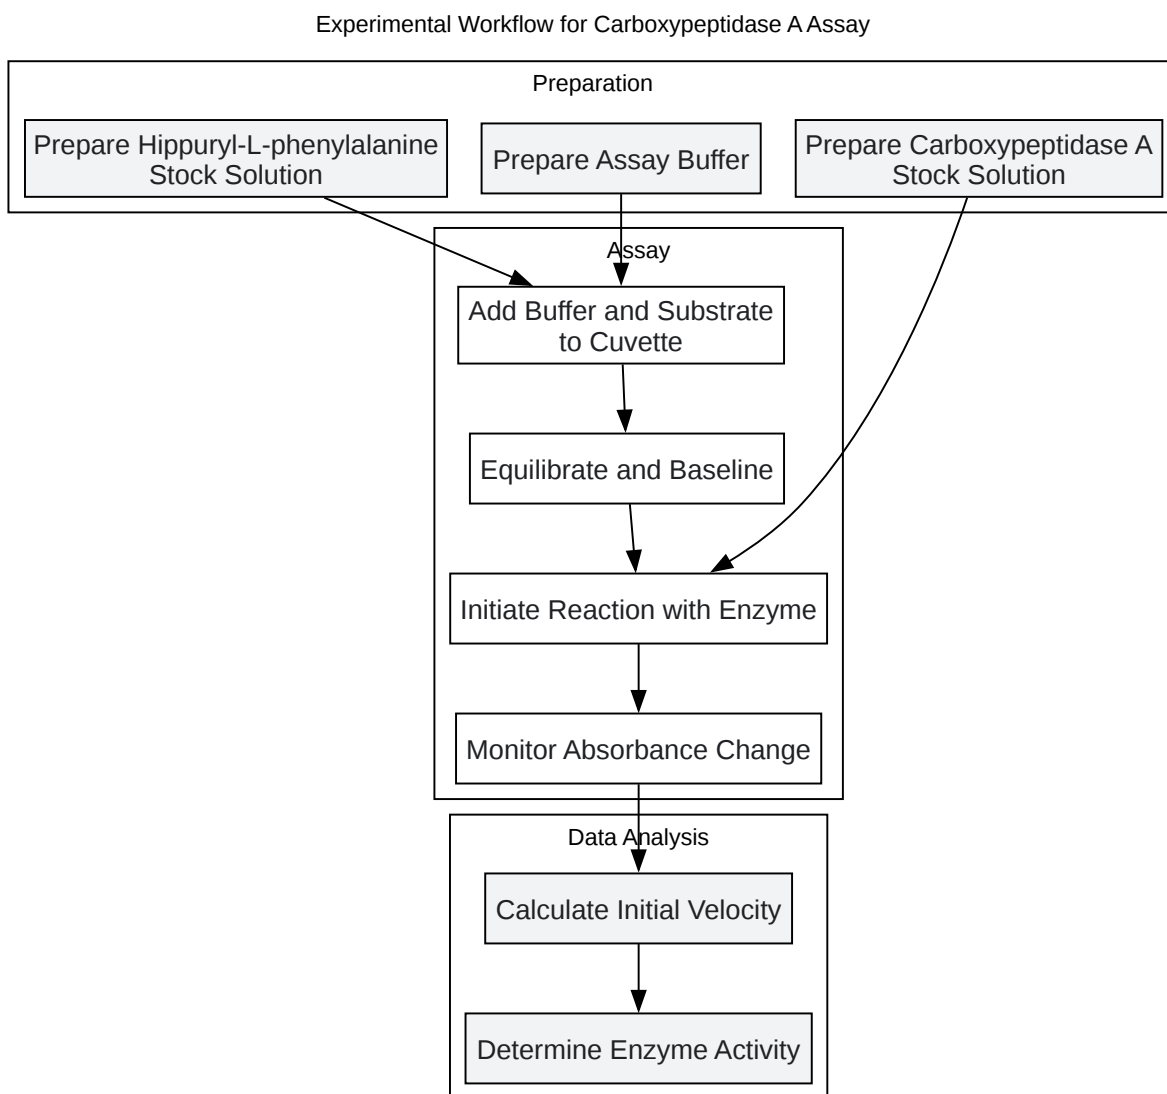 Experimental Workflow for Carboxypeptidase A Assay
Preparation
Prepare Hippuryl-L-phenylalanine
Stock Solution
Prepare Assay Buffer
Prepare Carboxypeptidase A
Stock Solution
Assay
Add Buffer and Substrate
to Cuvette
Equilibrate and Baseline
Initiate Reaction with Enzyme
Monitor Absorbance Change
Data Analysis
Calculate Initial Velocity
Determine Enzyme Activity